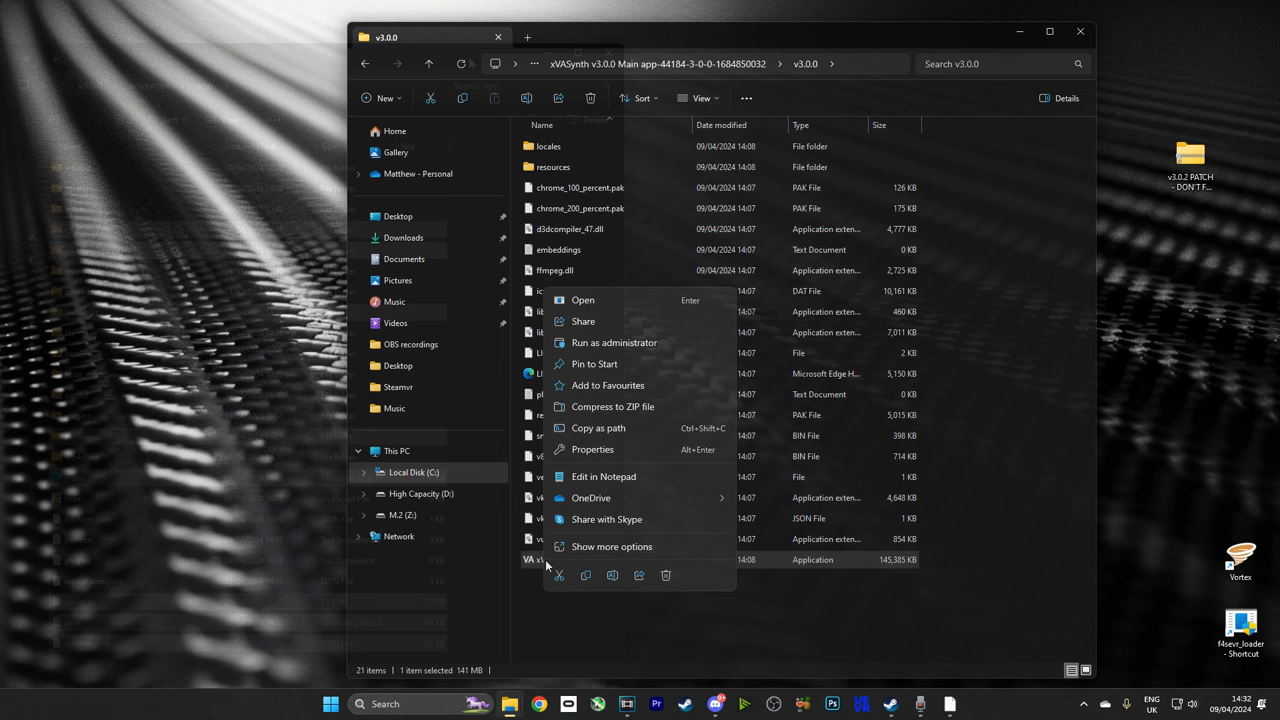 v3.0.0
xVASynth v3.0.0 Main app-44184-3-0-0-1684850032
v3.0.0
Search v3.0.0
New
Sort
View
Details
Name
Date modified
Type
Size
Home
Gallery
Matthew - Personal
Desktop
Downloads
Documents
Pictures
Music
Videos
OBS recordings
Desktop
Steamvr
Music
This PC
Local Disk (C:)
High Capacity (D:)
M.2 (Z:)
Network
locales 09/04/2024 14:08 File folder
resources 09/04/2024 14:08 File folder
chrome_100_percent.pak 09/04/2024 14:07 PAK File 126 KB
chrome_200_percent.pak 09/04/2024 14:07 PAK File 175 KB
d3dcompiler_47.dll 09/04/2024 14:07 Application exten... 4,777 KB
embeddings 09/04/2024 14:07 Text Document 0 KB
ffmpeg.dll 09/04/2024 14:07 Application exten... 2,725 KB
14:07 DAT File 10,161 KB
14:07 Application exten... 460 KB
14:07 Application exten... 7,011 KB
14:07 File 2 KB
14:07 Microsoft Edge H... 5,150 KB
14:07 Text Document 0 KB
14:07 PAK File 5,015 KB
14:07 BIN File 398 KB
14:07 BIN File 714 KB
14:07 File 1 KB
14:07 Application exten... 4,648 KB
14:07 JSON File 1 KB
14:07 Application exten... 854 KB
14:08 Application 145,385 KB
Open Enter
Share
Run as administrator
Pin to Start
Add to Favourites
Compress to ZIP file
Copy as path Ctrl+Shift+C
Properties Alt+Enter
Edit in Notepad
OneDrive
Share with Skype
Show more options
21 items
1 item selected 141 MB
v3.0.2 PATCH
- DON'T F...
Vortex
f4sevr_loader
- Shortcut
Search
ENG
UK
14:32
09/04/2024